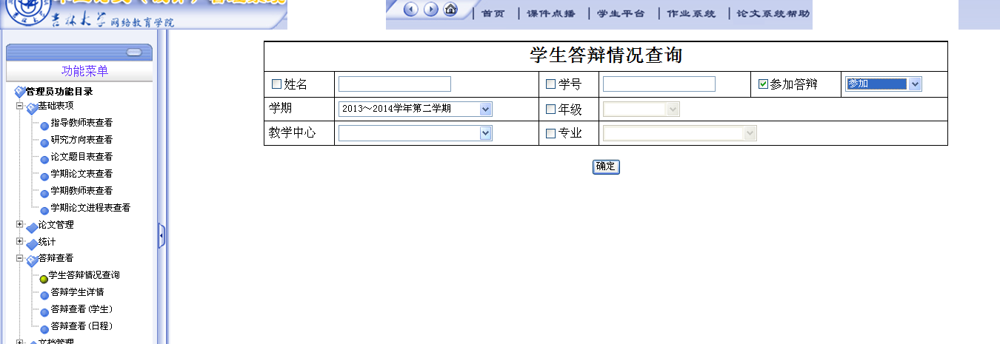 吉林大学网络教育学院
首页 | 课件点播 | 学生平台 | 作业系统 | 论文系统帮助
功能菜单
管理员功能目录
基础表项
指导教师表查看
研究方向表查看
论文题目表查看
学期论文表查看
学期教师表查看
学期论文进程表查看
论文管理
统计
答辩查看
学生答辩情况查询
答辩学生详情
答辩查看(学生)
答辩查看(日程)
文档管理
学生答辩情况查询
姓名 学号 参加答辩 参加
学期 2013～2014学年第二学期 年级
教学中心 专业
确定